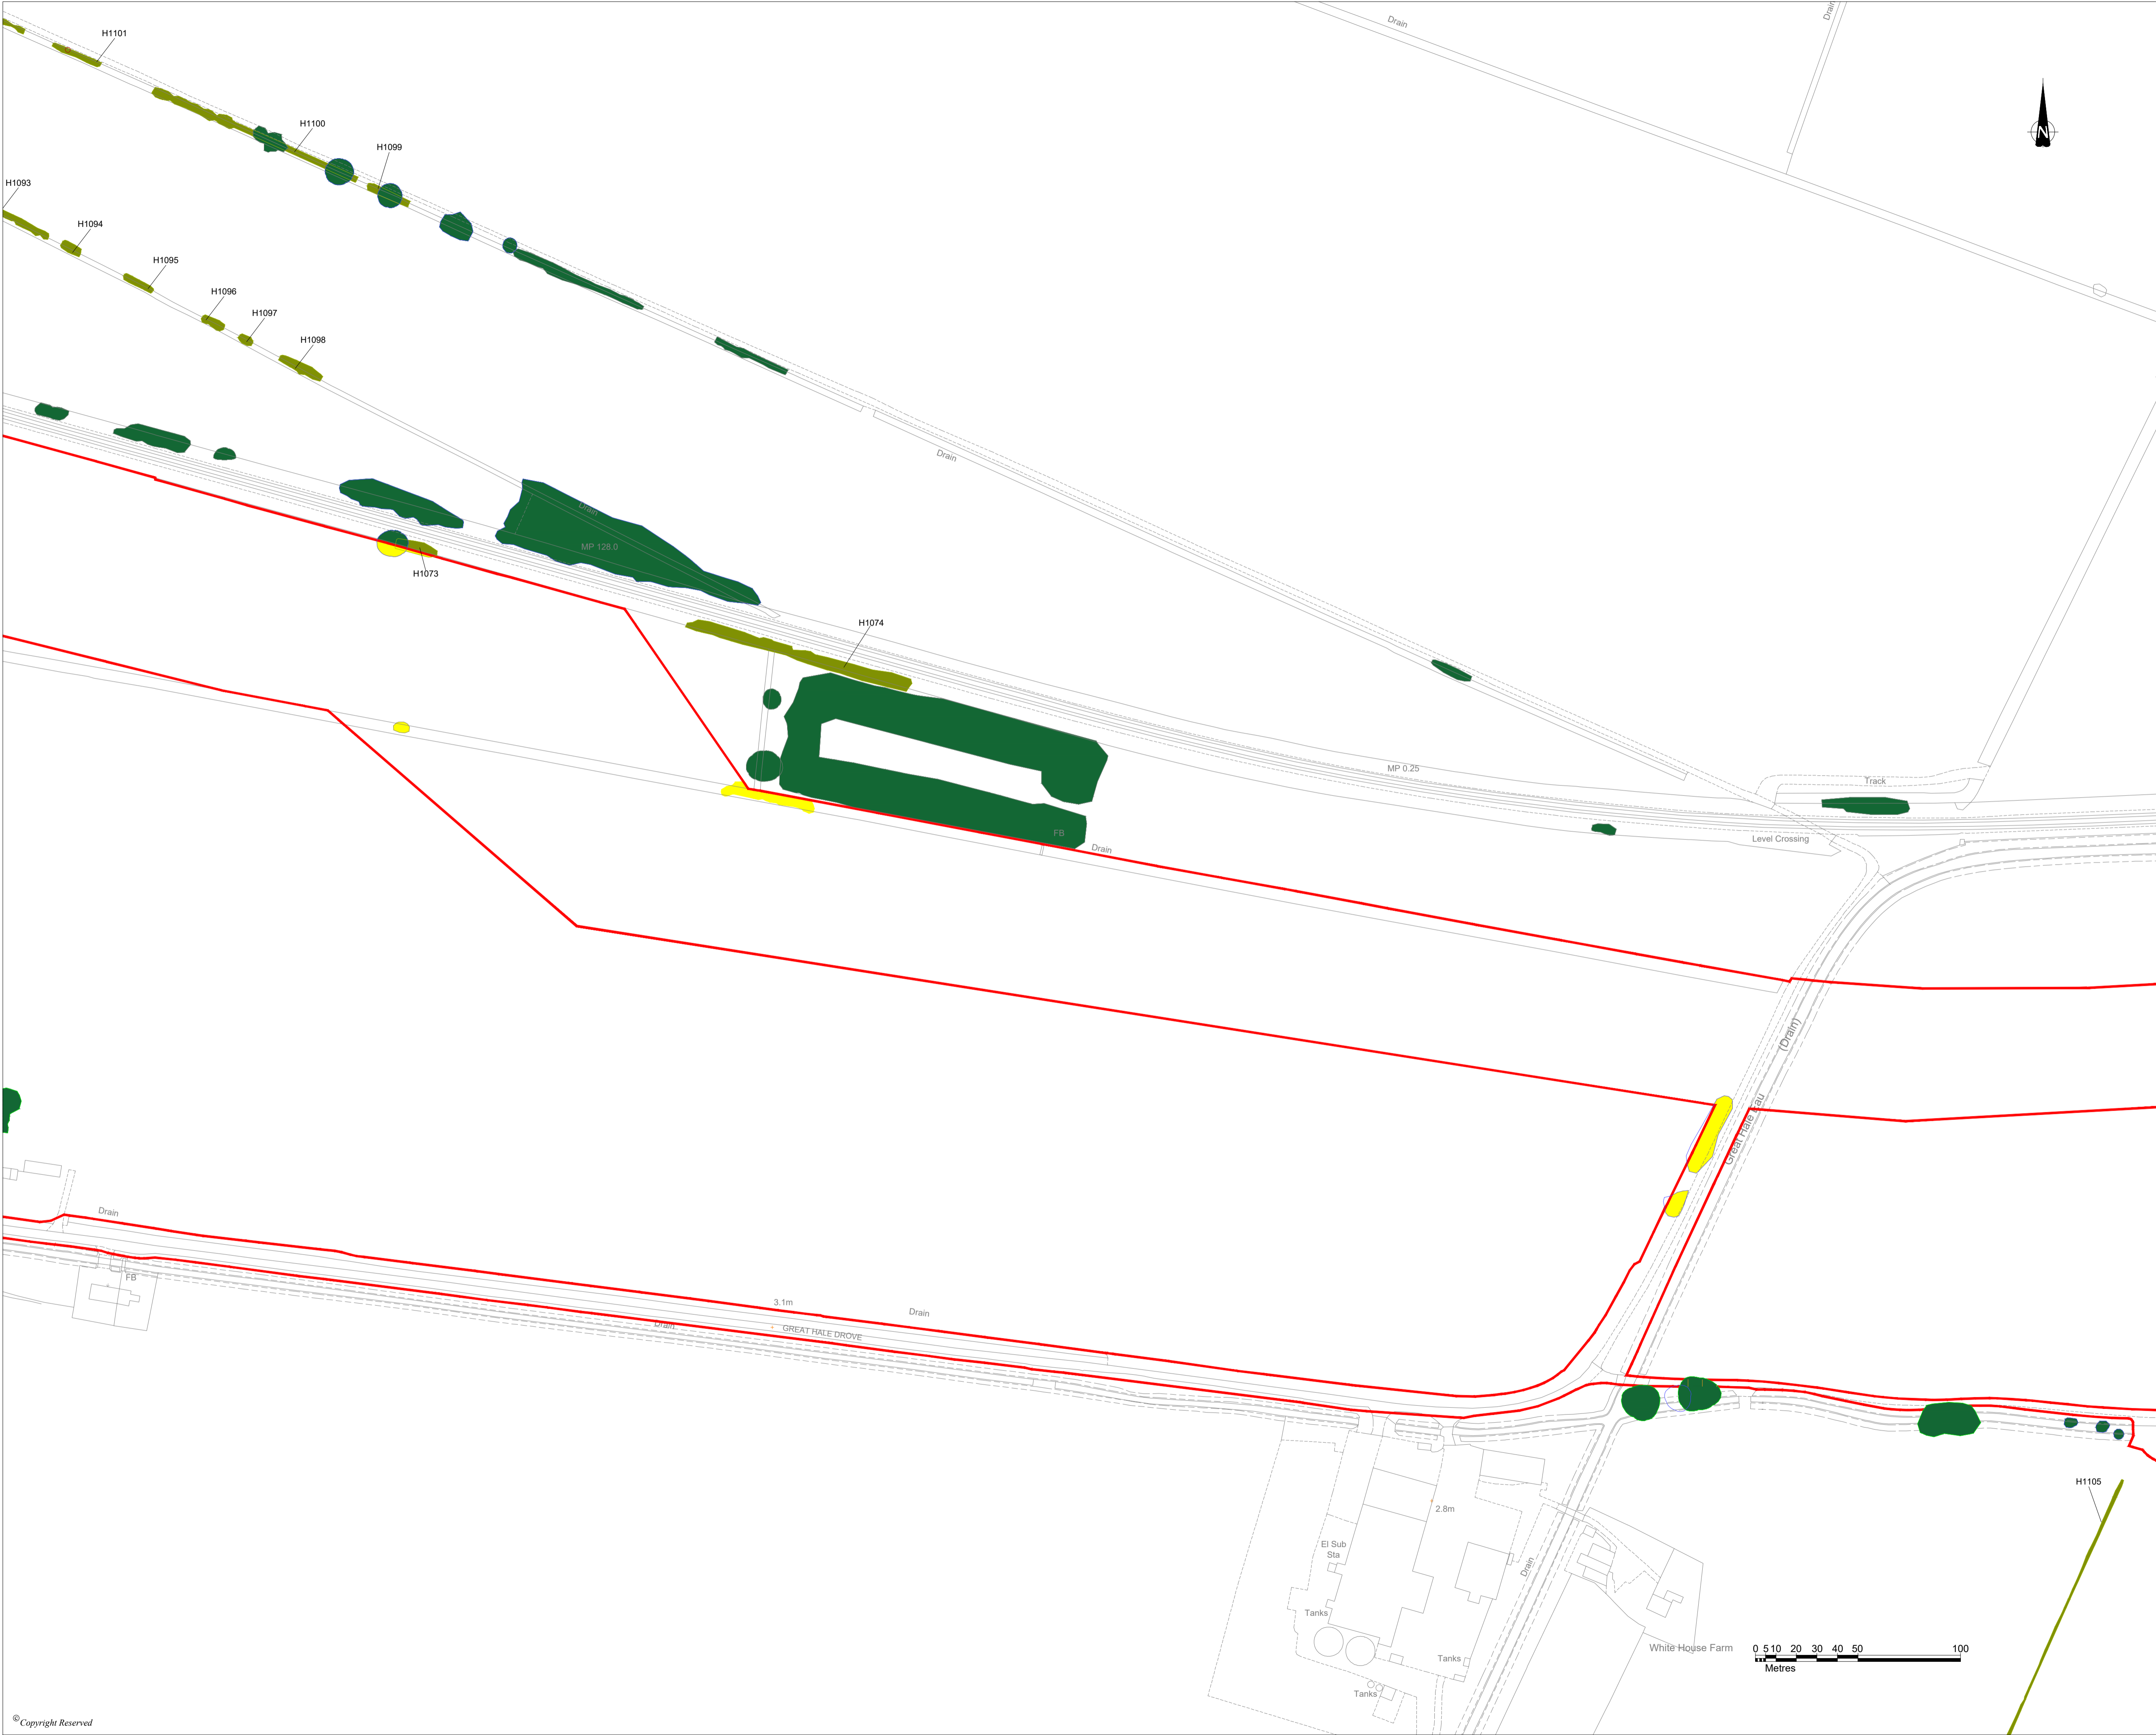 Drain
Drain
H1101
Drain
N
H1100
H1099
H1093
H1094
H1095
H1096
H1097
H1098
Drain
Drain
MP 128.0
H1073
H1074
MP 0.25
Track
Level Crossing
FB
Drain
(Drain)
Great Hale Eau
Drain
FB
3.1m
Drain
Drain
GREAT HALE DROVE
H1105
2.8m
El Sub
Sta
Drain
Tanks
White House Farm
0 5 10 20 30 40 50 100
Metres
Tanks
Tanks
© Copyright Reserved